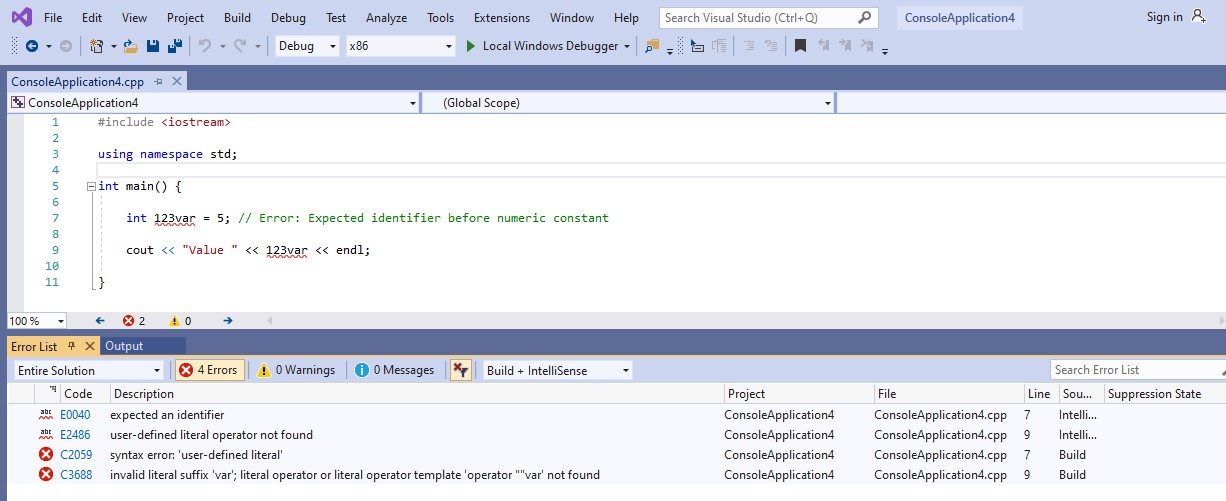 File Edit View Project Build Debug Test Analyze Tools Extensions Window Help Search Visual Studio (Ctrl+Q) ConsoleApplication4 Sign in
Debug x86 Local Windows Debugger
ConsoleApplication4.cpp
ConsoleApplication4 (Global Scope)
1 #include <iostream>
2
3 using namespace std;
4
5 int main() {
6
7 int 123var = 5; // Error: Expected identifier before numeric constant
8
9 cout << "Value " << 123var << endl;
10
11 }
100 % 2 0
Error List Output
Entire Solution 4 Errors 0 Warnings 0 Messages Build + IntelliSense Search Error List
Code Description Project File Line Sou... Suppression State
abc E0040 expected an identifier ConsoleApplication4 ConsoleApplication4.cpp 7 Intelli...
abc E2486 user-defined literal operator not found ConsoleApplication4 ConsoleApplication4.cpp 9 Intelli...
C2059 syntax error: 'user-defined literal' ConsoleApplication4 ConsoleApplication4.cpp 7 Build
C3688 invalid literal suffix 'var'; literal operator or literal operator template 'operator ""var' not found ConsoleApplication4 ConsoleApplication4.cpp 9 Build